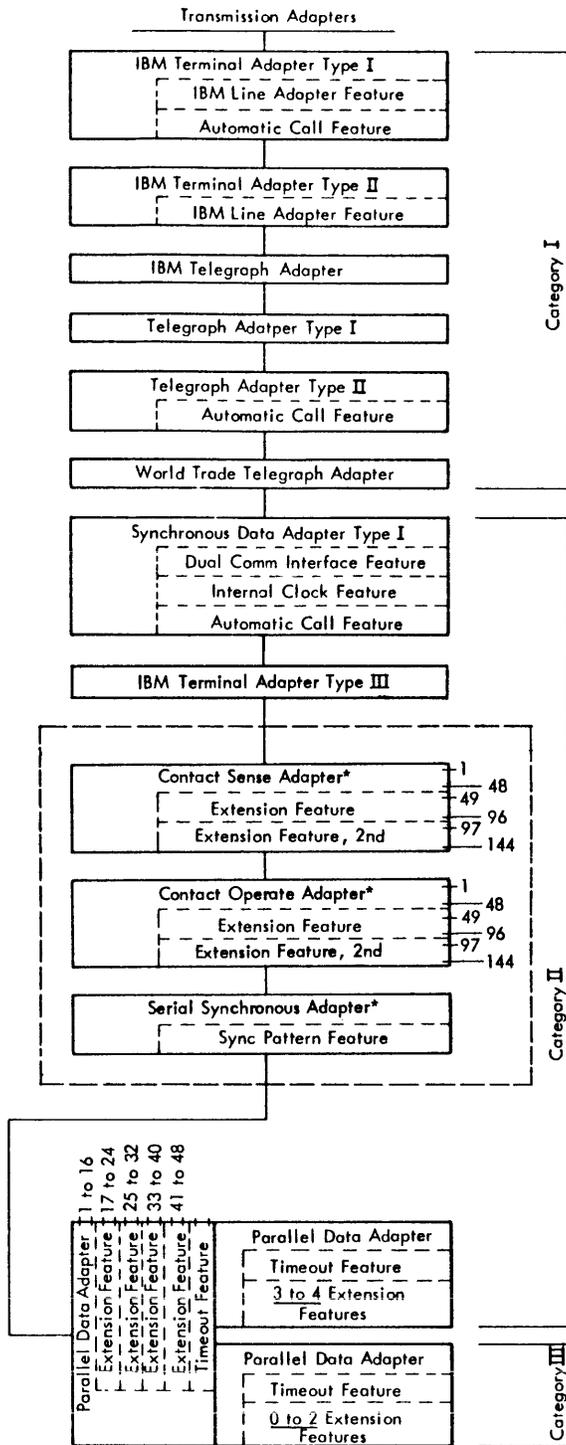 Transmission Adapters
IBM Terminal Adapter Type I
IBM Line Adapter Feature
Automatic Call Feature
IBM Terminal Adapter Type II
IBM Line Adapter Feature
IBM Telegraph Adapter
Telegraph Adatper Type I
Telegraph Adapter Type II
Automatic Call Feature
World Trade Telegraph Adapter
Category I
Synchronous Data Adapter Type I
Dual Comm Interface Feature
Internal Clock Feature
Automatic Call Feature
IBM Terminal Adapter Type III
Contact Sense Adapter*
Extension Feature
Extension Feature, 2nd
1
48
49
96
97
144
Contact Operate Adapter*
Extension Feature
Extension Feature, 2nd
1
48
49
96
97
144
Serial Synchronous Adapter*
Sync Pattern Feature
Category II
1 to 16
17 to 24
25 to 32
33 to 40
41 to 48
Parallel Data Adapter
Extension Feature
Extension Feature
Extension Feature
Extension Feature
Timeout Feature
Parallel Data Adapter
Timeout Feature
3 to 4 Extension
Features
Parallel Data Adapter
Timeout Feature
0 to 2 Extension
Features
Category III